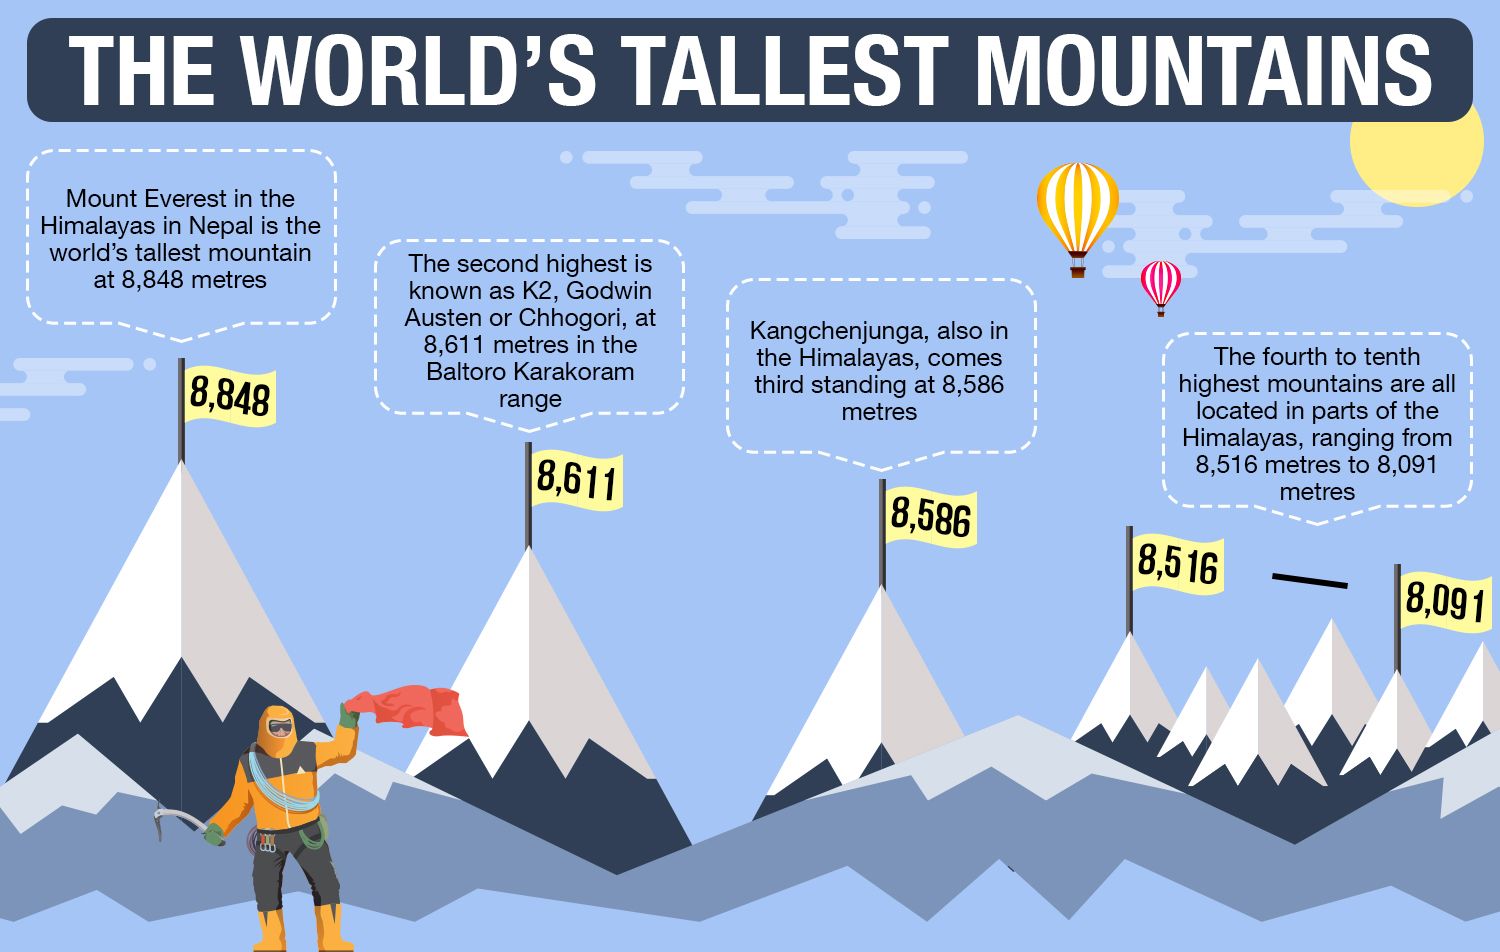 THE WORLD'S TALLEST MOUNTAINS
Mount Everest in the
Himalayas in Nepal is the
world's tallest mountain
at 8,848 metres
The second highest is
known as K2, Godwin
Austen or Chhogori, at
8,611 metres in the
Baltoro Karakoram
range
Kangchenjunga, also in
the Himalayas, comes
third standing at 8,586
metres
The fourth to tenth
highest mountains are all
located in parts of the
Himalayas, ranging from
8,516 metres to 8,091
metres
8,848
8,611
8,586
8,516
8,091